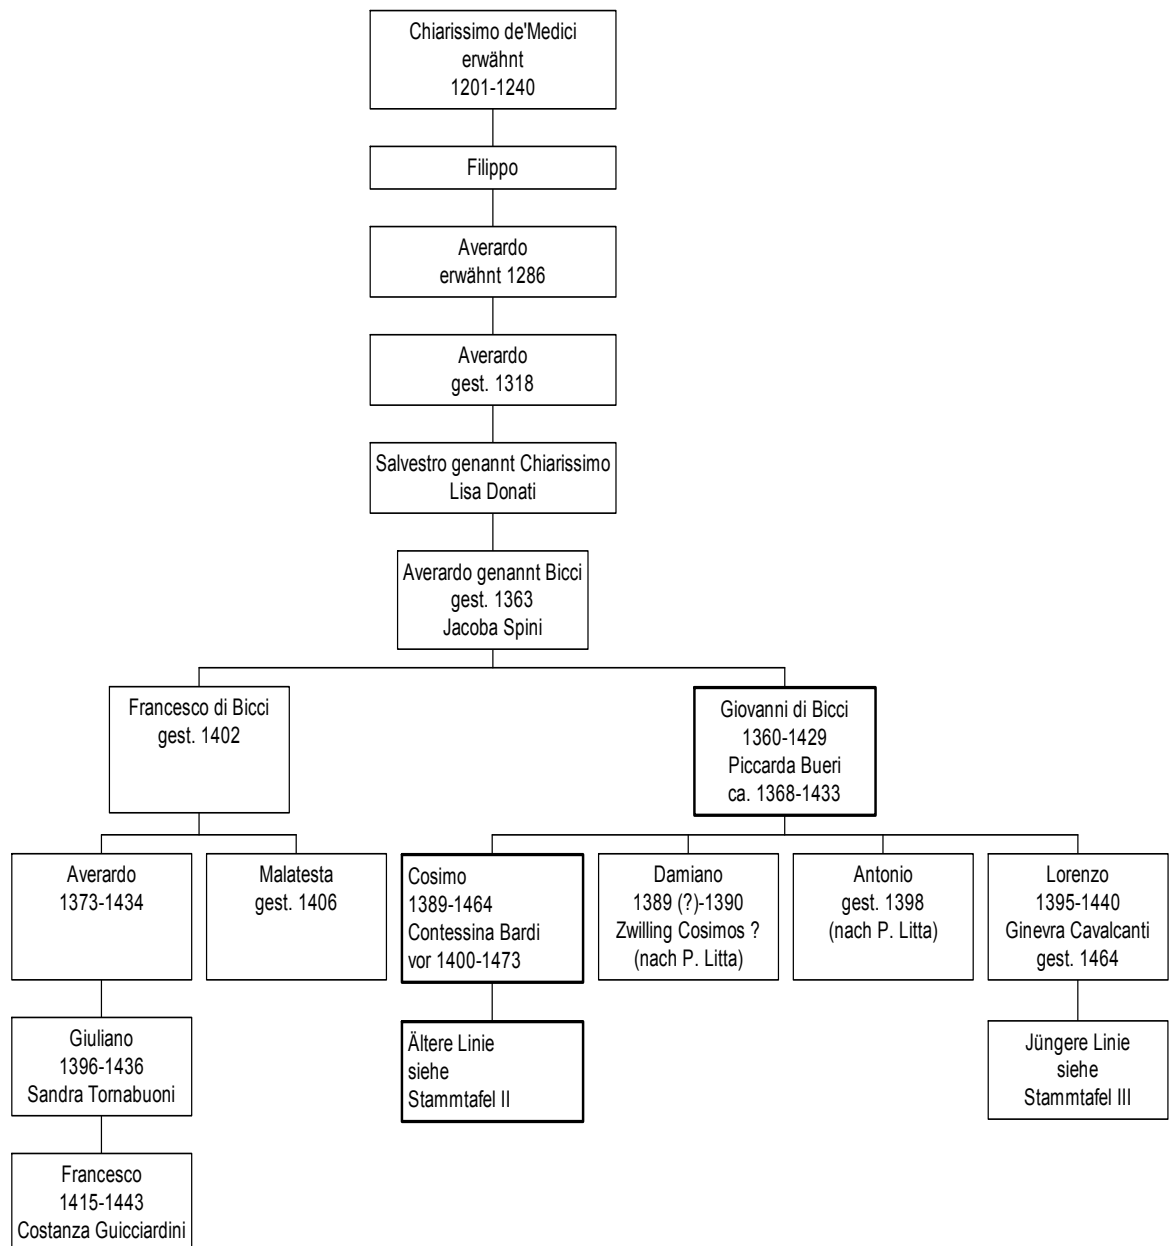 Chiarissimo de'Medici
erwähnt
1201-1240
Filippo
Averardo
erwähnt 1286
Averardo
gest. 1318
Salvestro genannt Chiarissimo
Lisa Donati
Averardo genannt Bicci
gest. 1363
Jacoba Spini
Francesco di Bicci
gest. 1402
Giovanni di Bicci
1360-1429
Piccarda Bueri
ca. 1368-1433
Averardo
1373-1434
Malatesta
gest. 1406
Cosimo
1389-1464
Contessina Bardi
vor 1400-1473
Damiano
1389 (?)-1390
Zwilling Cosimos ?
(nach P. Litta)
Antonio
gest. 1398
(nach P. Litta)
Lorenzo
1395-1440
Ginevra Cavalcanti
gest. 1464
Giuliano
1396-1436
Sandra Tornabuoni
Ältere Linie
siehe
Stammtafel II
Jüngere Linie
siehe
Stammtafel III
Francesco
1415-1443
Costanza Guicciardini